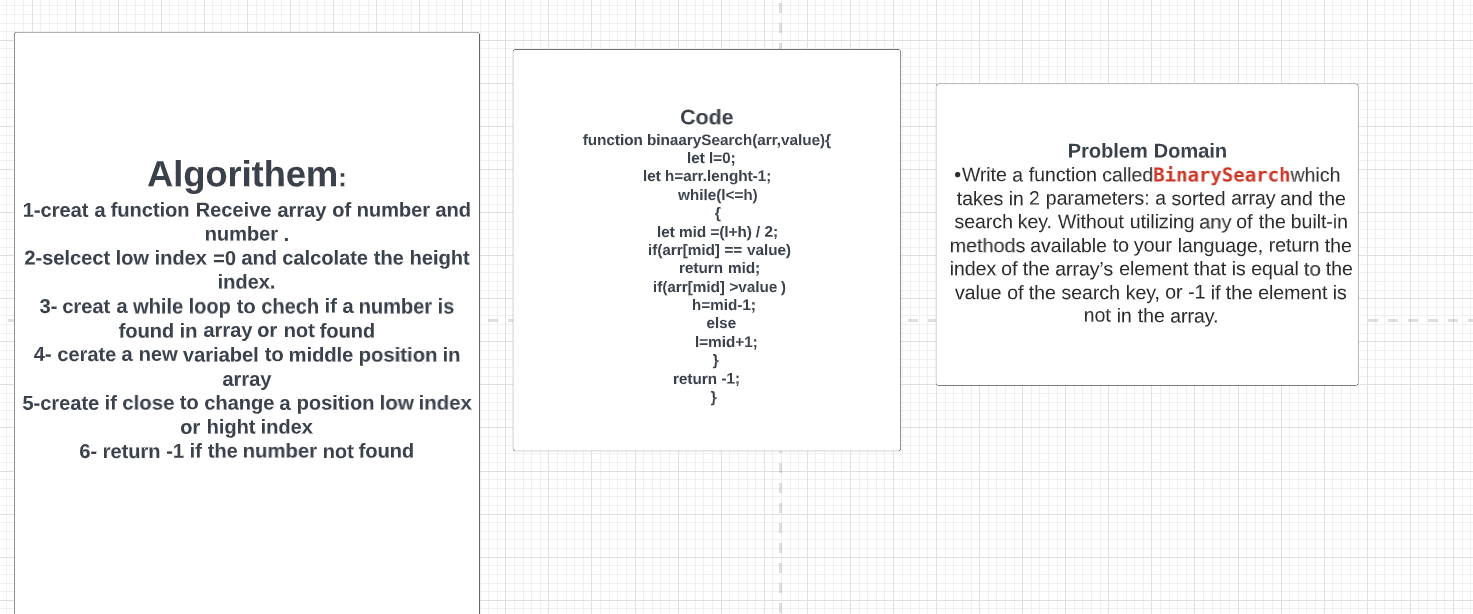 Algorithem:
1-creat a function Receive array of number and
number .
2-selcect low index =0 and calcolate the height
index.
3- creat a while loop to chech if a number is
found in array or not found
4- cerate a new variabel to middle position in
array
5-create if close to change a position low index
or hight index
6- return -1 if the number not found
Code
function binaarySearch(arr,value){
let l=0;
let h=arr.lenght-1;
while(l<=h)
{
let mid =(l+h) / 2;
if(arr[mid] == value)
return mid;
if(arr[mid] >value )
h=mid-1;
else
l=mid+1;
}
return -1;
}
Problem Domain
•Write a function calledBinarySearchwhich
takes in 2 parameters: a sorted array and the
search key. Without utilizing any of the built-in
methods available to your language, return the
index of the array’s element that is equal to the
value of the search key, or -1 if the element is
not in the array.